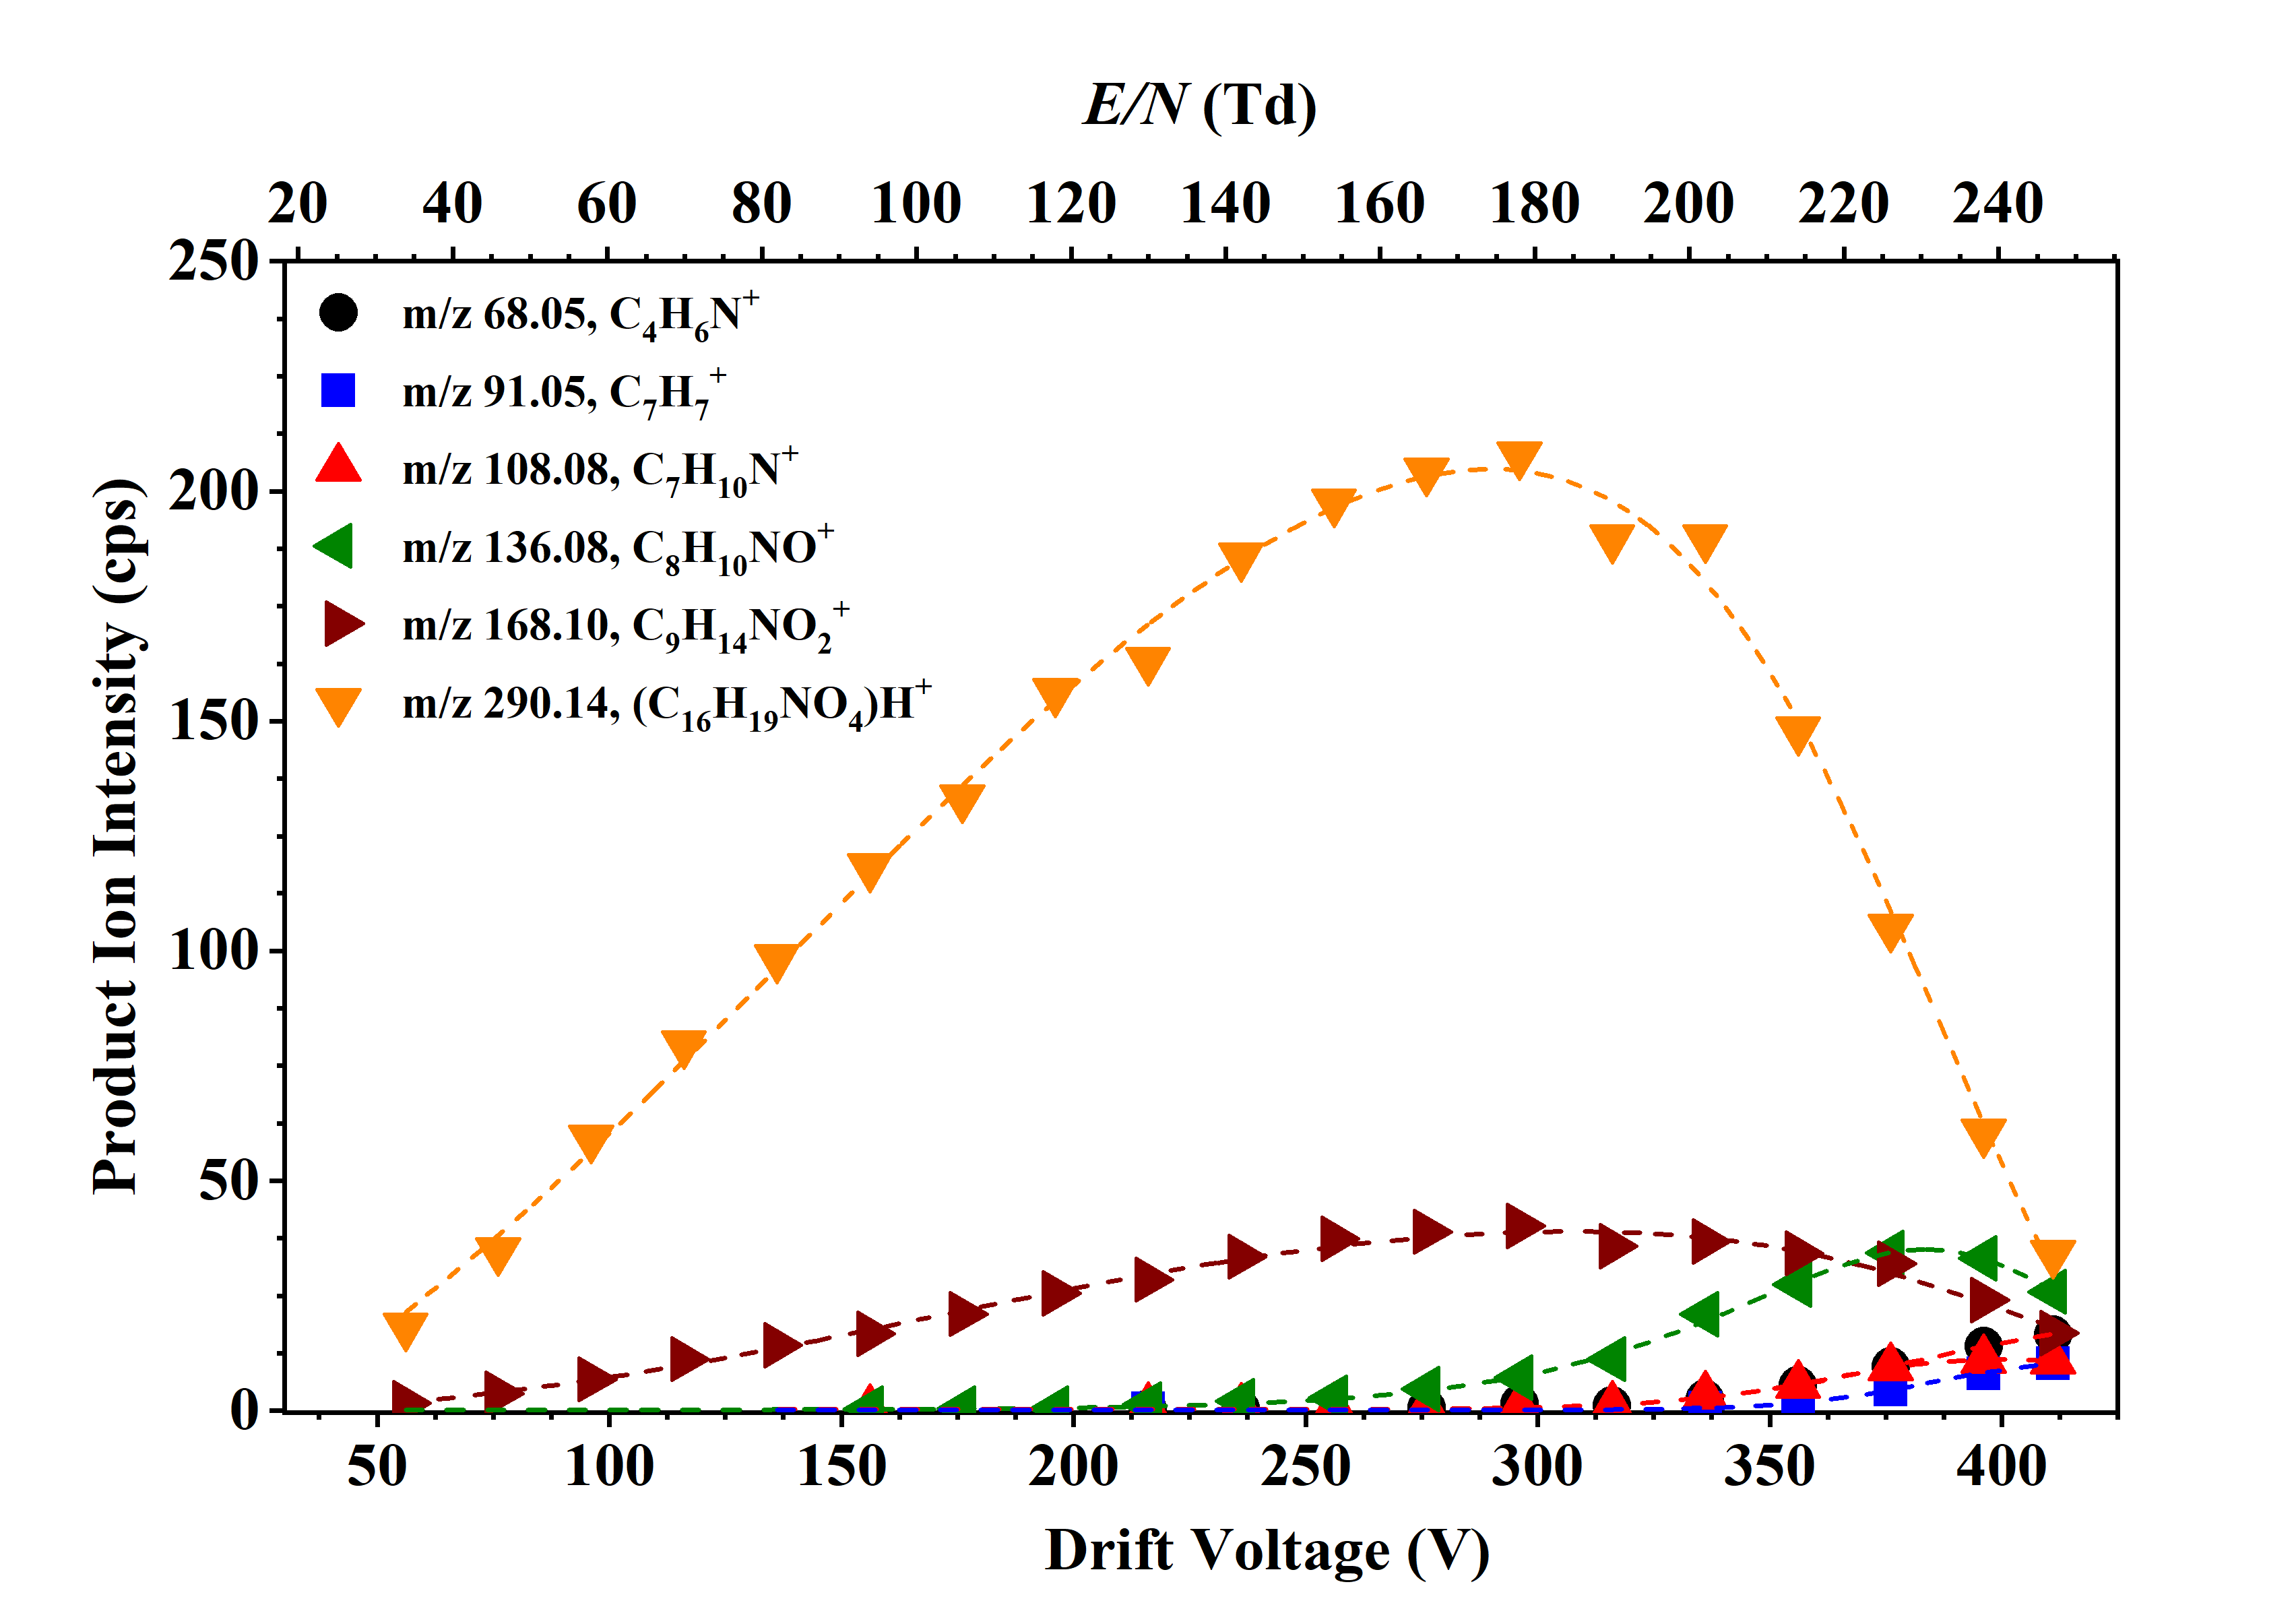 E/N (Td)
20 40 60 80 100 120 140 160 180 200 220 240
250
200
150
100
50
0
Product Ion Intensity (cps)
m/z 68.05, C₄H₆N⁺
m/z 91.05, C₇H₇⁺
m/z 108.08, C₇H₁₀N⁺
m/z 136.08, C₈H₁₀NO⁺
m/z 168.10, C₉H₁₄NO₂⁺
m/z 290.14, (C₁₆H₁₉NO₄)H⁺
50 100 150 200 250 300 350 400
Drift Voltage (V)